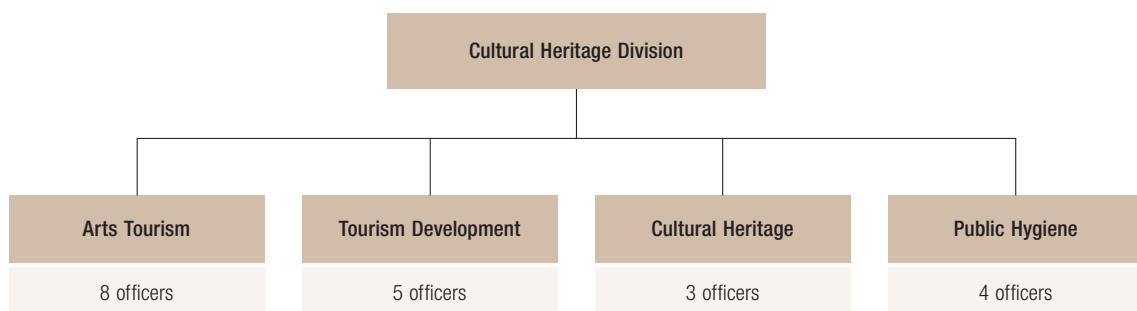 Cultural Heritage Division
Arts Tourism
Tourism Development
Cultural Heritage
Public Hygiene
8 officers
5 officers
3 officers
4 officers